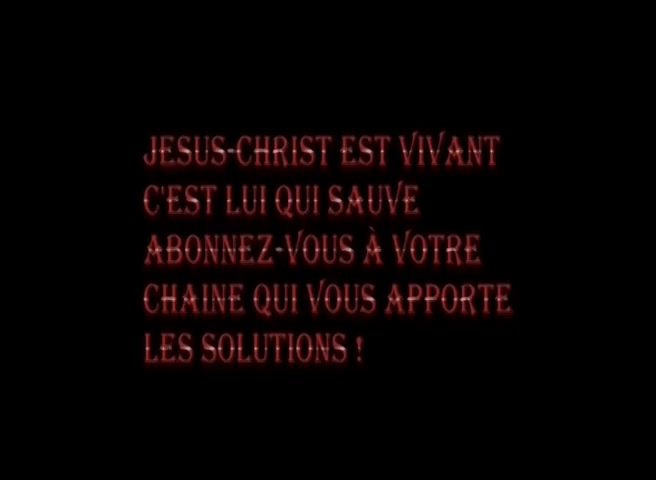 JESUS-CHRIST EST VIVANT
C'EST LUI QUI SAUVE
ABONNEZ-VOUS À VOTRE
CHAINE QUI VOUS APPORTE
LES SOLUTIONS !